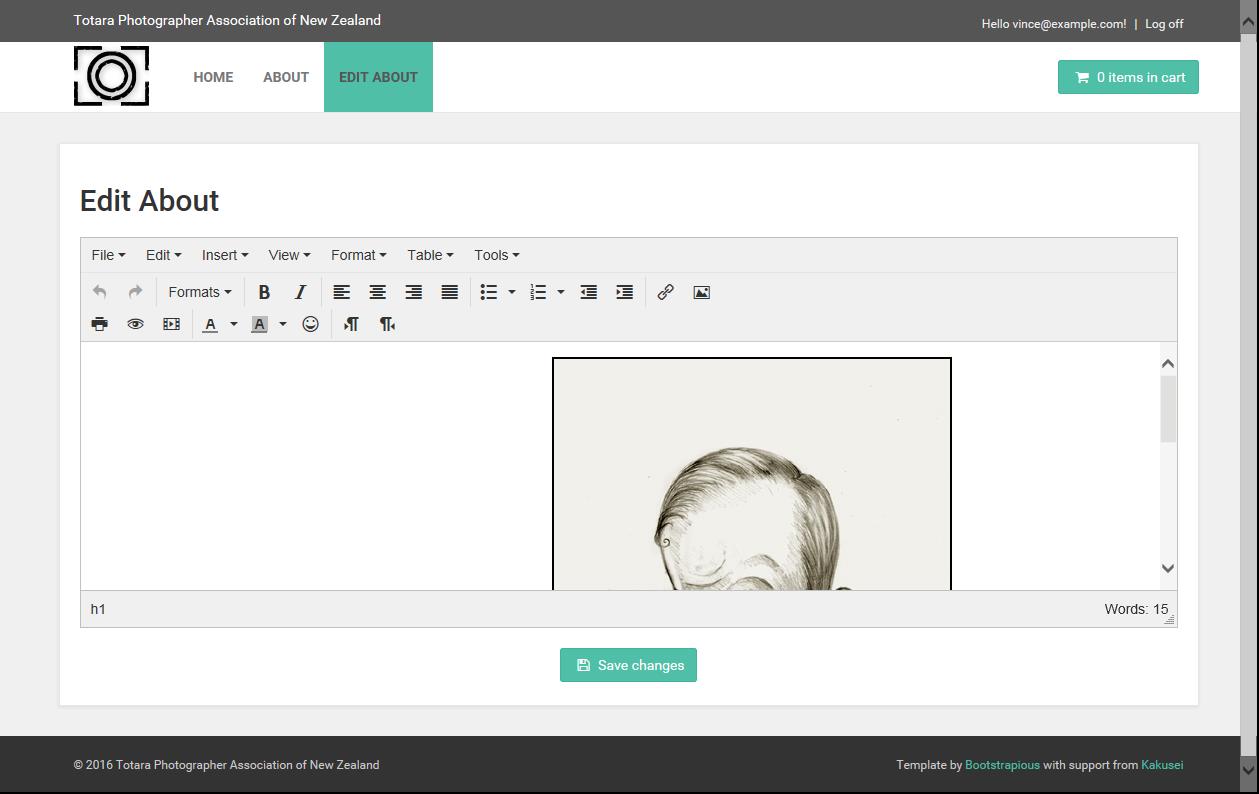 Totara Photographer Association of New Zealand
Hello vince@example.com! | Log off
HOME ABOUT EDIT ABOUT
0 items in cart
Edit About
File Edit Insert View Format Table Tools
Formats B I
A A
h1
Words: 15
Save changes
© 2016 Totara Photographer Association of New Zealand
Template by Bootstrapious with support from Kakusei